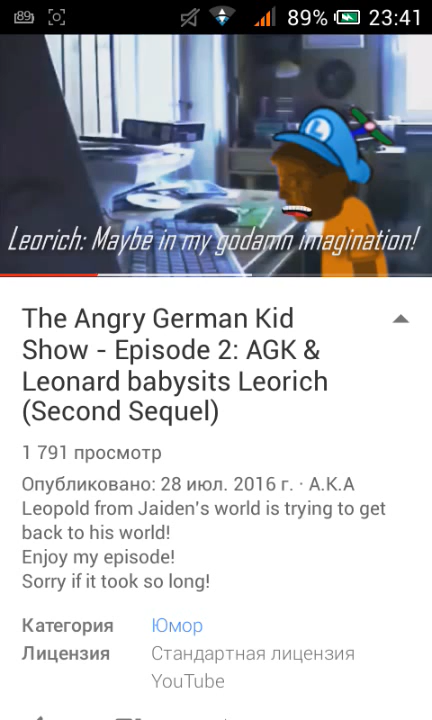 89
89% 23:41
L
Leorich: Maybe in my godamn imagination!
The Angry German Kid
Show - Episode 2: AGK &
Leonard babysits Leorich
(Second Sequel)
1 791 просмотр
Опубликовано: 28 июл. 2016 г. · A.K.A
Leopold from Jaiden's world is trying to get
back to his world!
Enjoy my episode!
Sorry if it took so long!
Категория Юмор
Лицензия Стандартная лицензия
YouTube